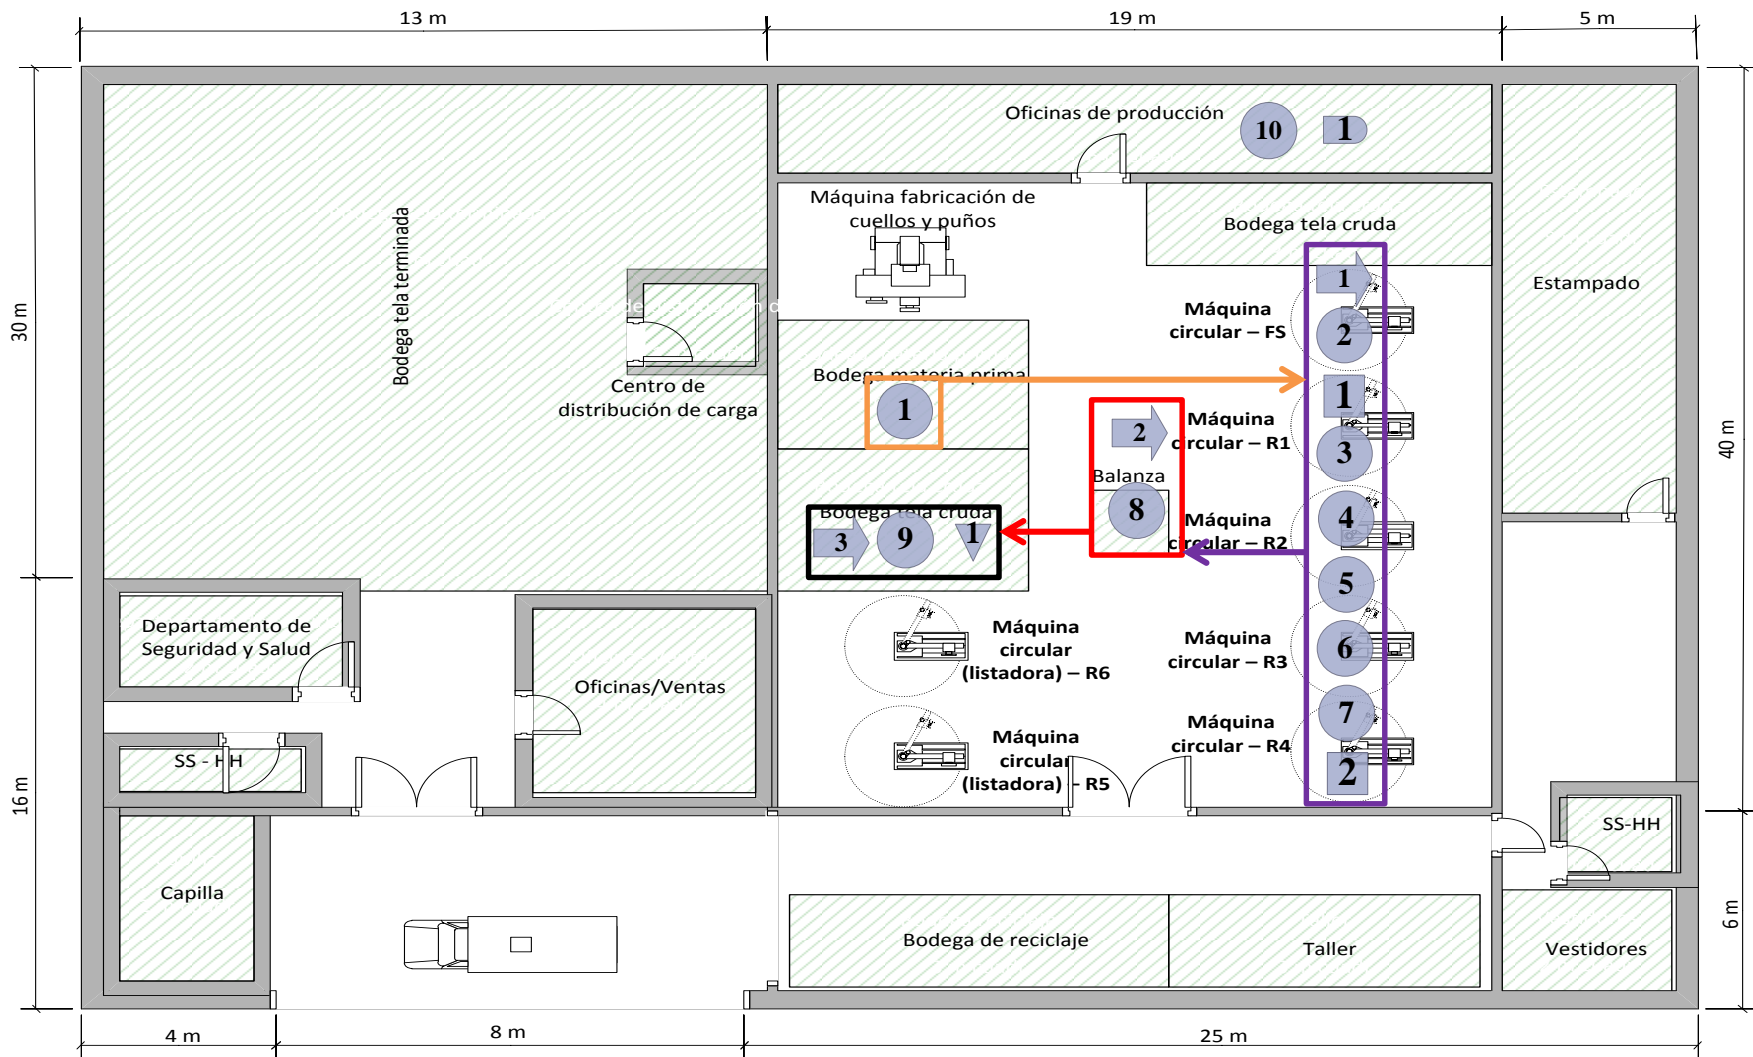 13 m
19 m
5 m
30 m
16 m
40 m
6 m
Oficinas de producción
10
1
Máquina fabricación de
cuellos y puños
Bodega tela cruda
Bodega tela terminada
Estampado
1
Máquina
circular – FS
2
Bodega materia prima
Centro de
distribución de carga
1
1
2
Máquina
circular – R1
3
Balanza
8
Bodega tela cruda
3
9
1
Máquina
circular – R2
4
5
Departamento de
Seguridad y Salud
Máquina
circular
(listadora) – R6
Máquina
circular – R3
6
Oficinas/Ventas
7
Máquina
circular – R4
2
Máquina
circular
(listadora) – R5
SS - HH
SS-HH
Capilla
Bodega de reciclaje
Taller
Vestidores
4 m
8 m
25 m